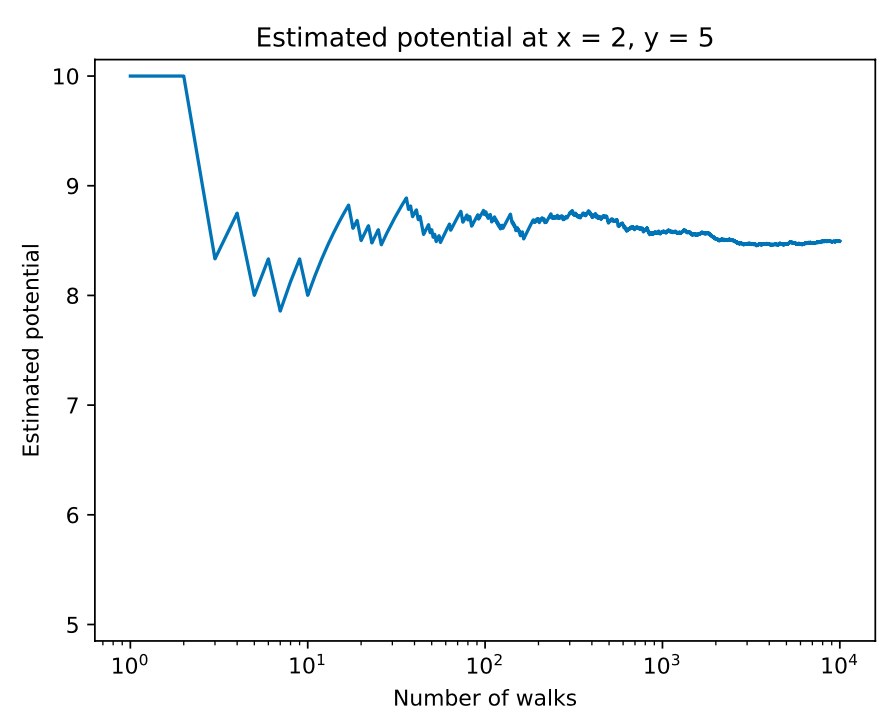 Estimated potential at x = 2, y = 5
10
9
8
7
6
5
Estimated potential
10⁰ 10¹ 10² 10³ 10⁴
Number of walks